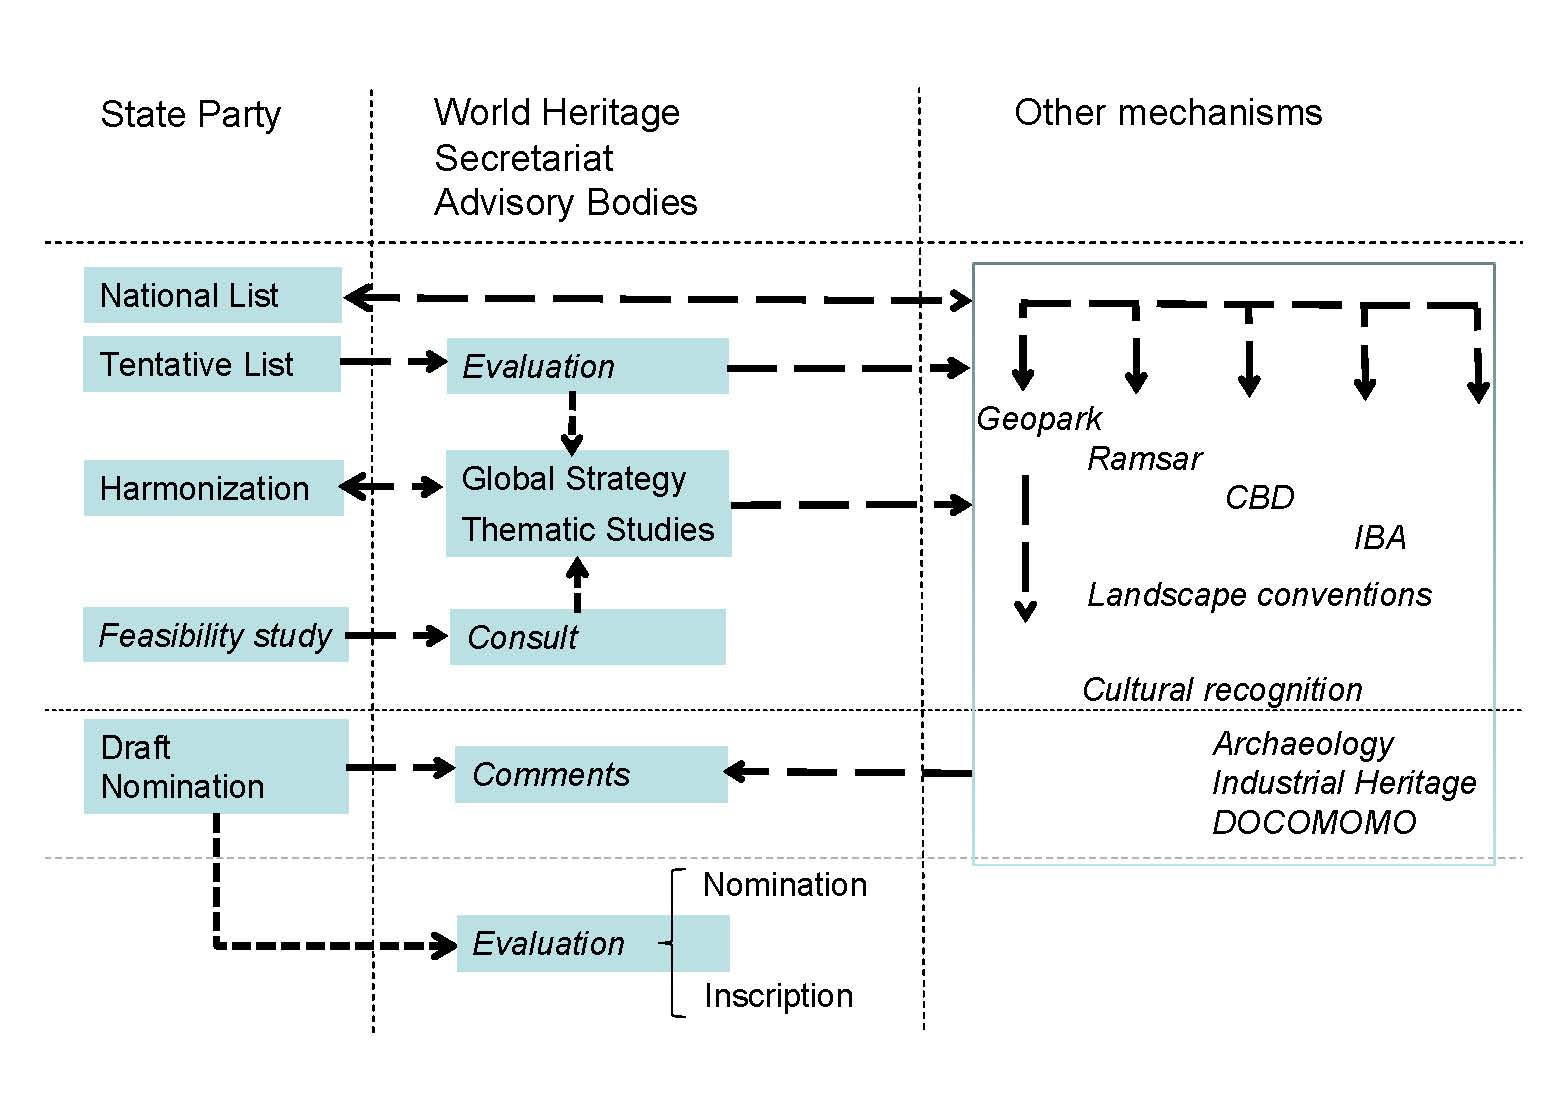 State Party
World Heritage
Secretariat
Advisory Bodies
Other mechanisms
National List
Tentative List
Evaluation
Harmonization
Global Strategy
Thematic Studies
Feasibility study
Consult
Geopark
Ramsar
CBD
IBA
Landscape conventions
Cultural recognition
Draft
Nomination
Comments
Archaeology
Industrial Heritage
DOCOMOMO
Evaluation
Nomination
Inscription